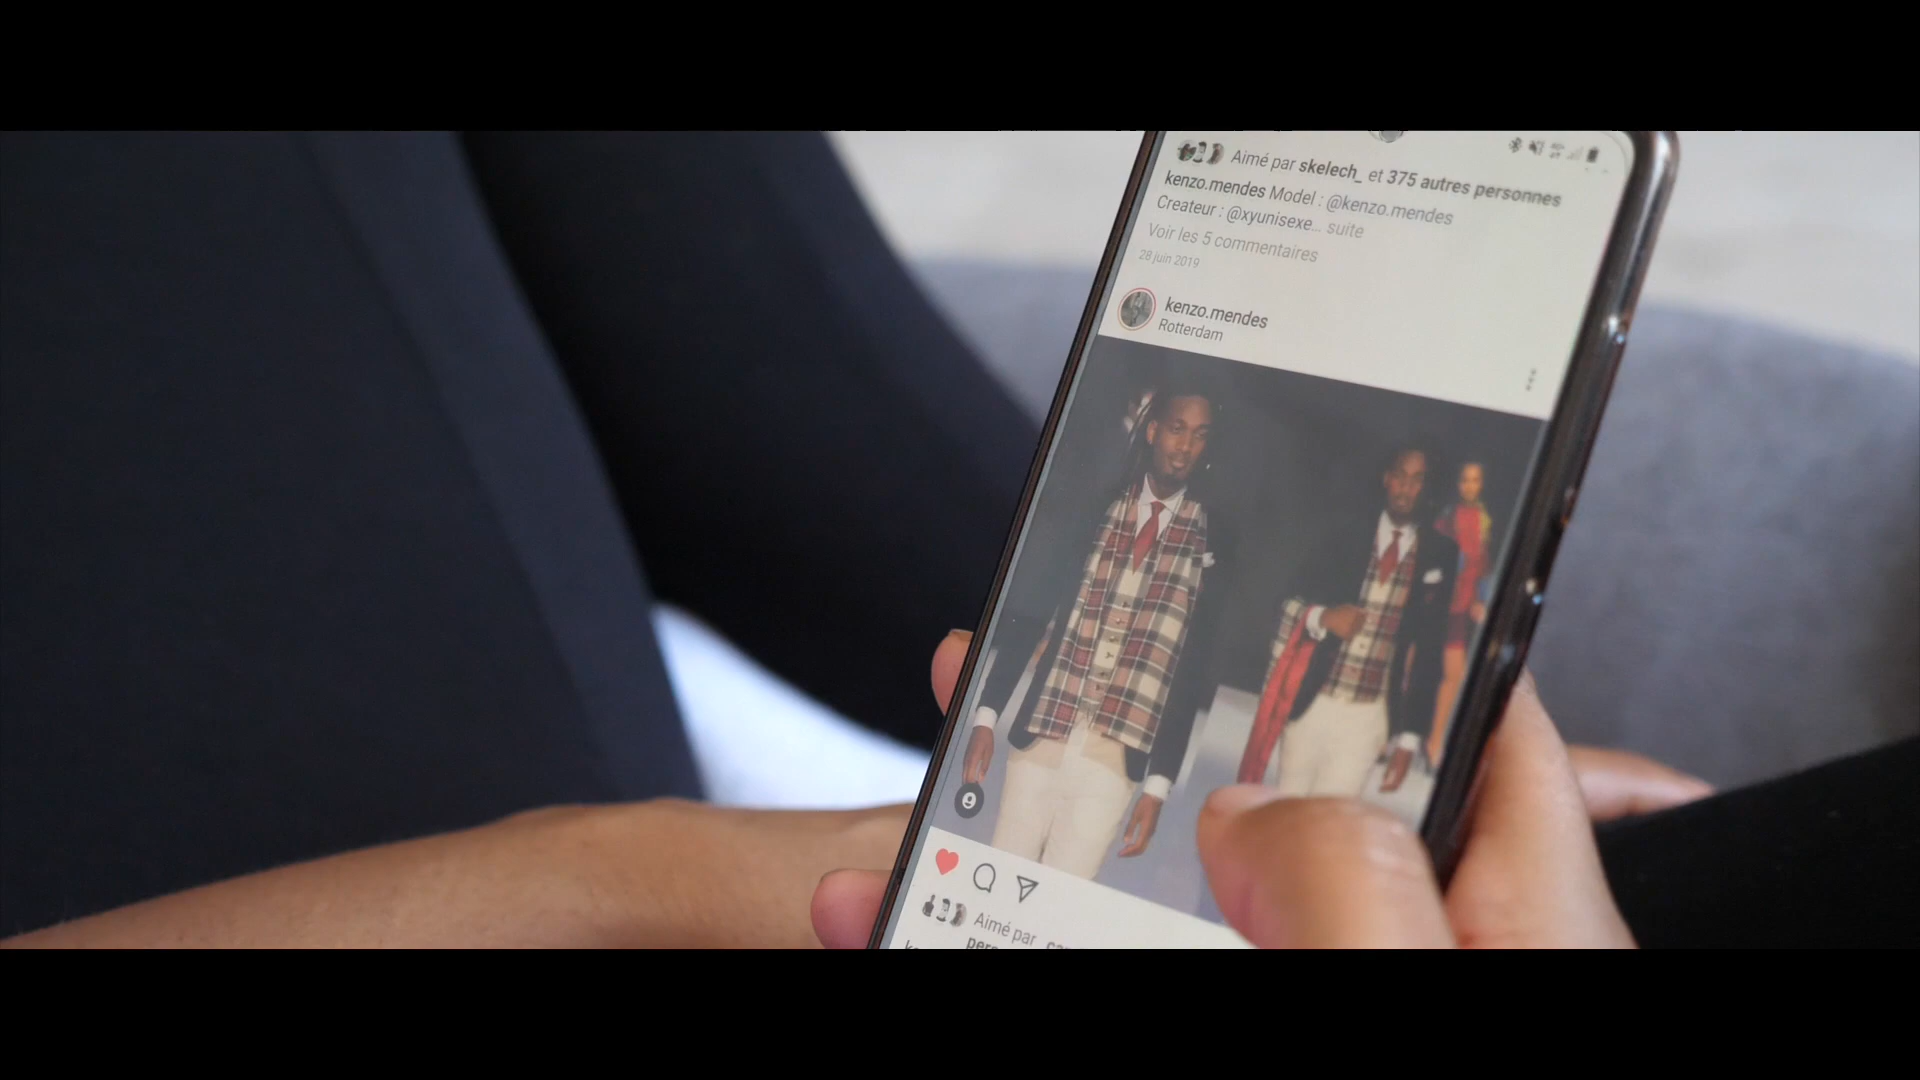 Aimé par skelech_ et 375 autres personnes
kenzo.mendes Model : @kenzo.mendes
Createur : @xyunisexe... suite
Voir les 5 commentaires
28 juin 2019
kenzo.mendes
Rotterdam
Aimé par